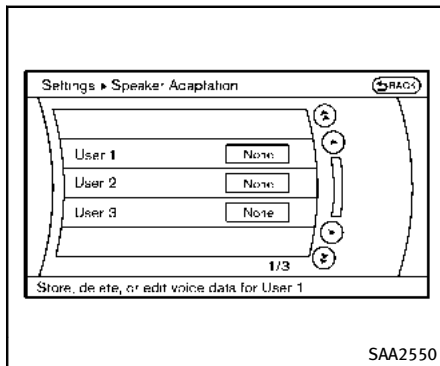 Settings ▸ Speaker Adaptation
BACK
User 1 None
User 2 None
User 3 None
1/3
Store, delete, or edit voice data for User 1
SAA2550